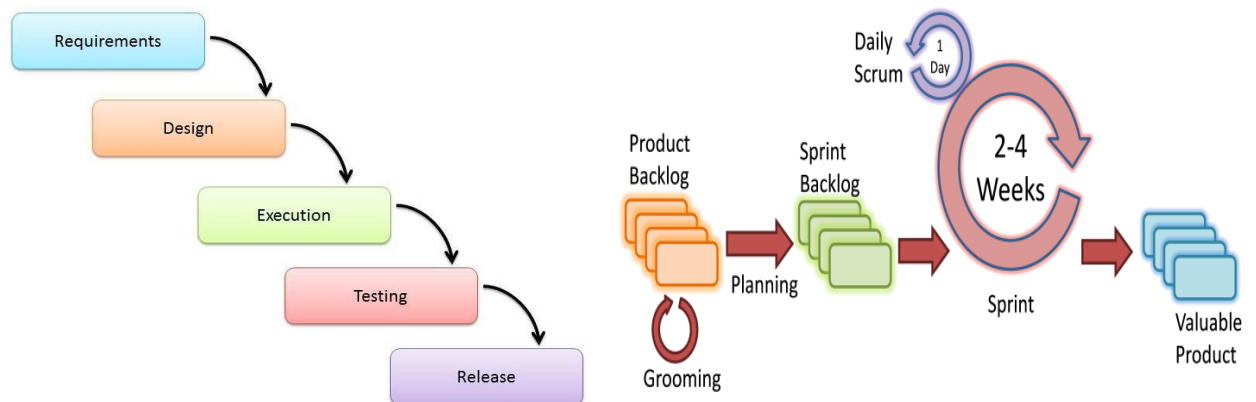 Requirements
Design
Execution
Testing
Release
Daily
Scrum
1
Day
Product
Backlog
Sprint
Backlog
2-4
Weeks
Planning
Grooming
Sprint
Valuable
Product